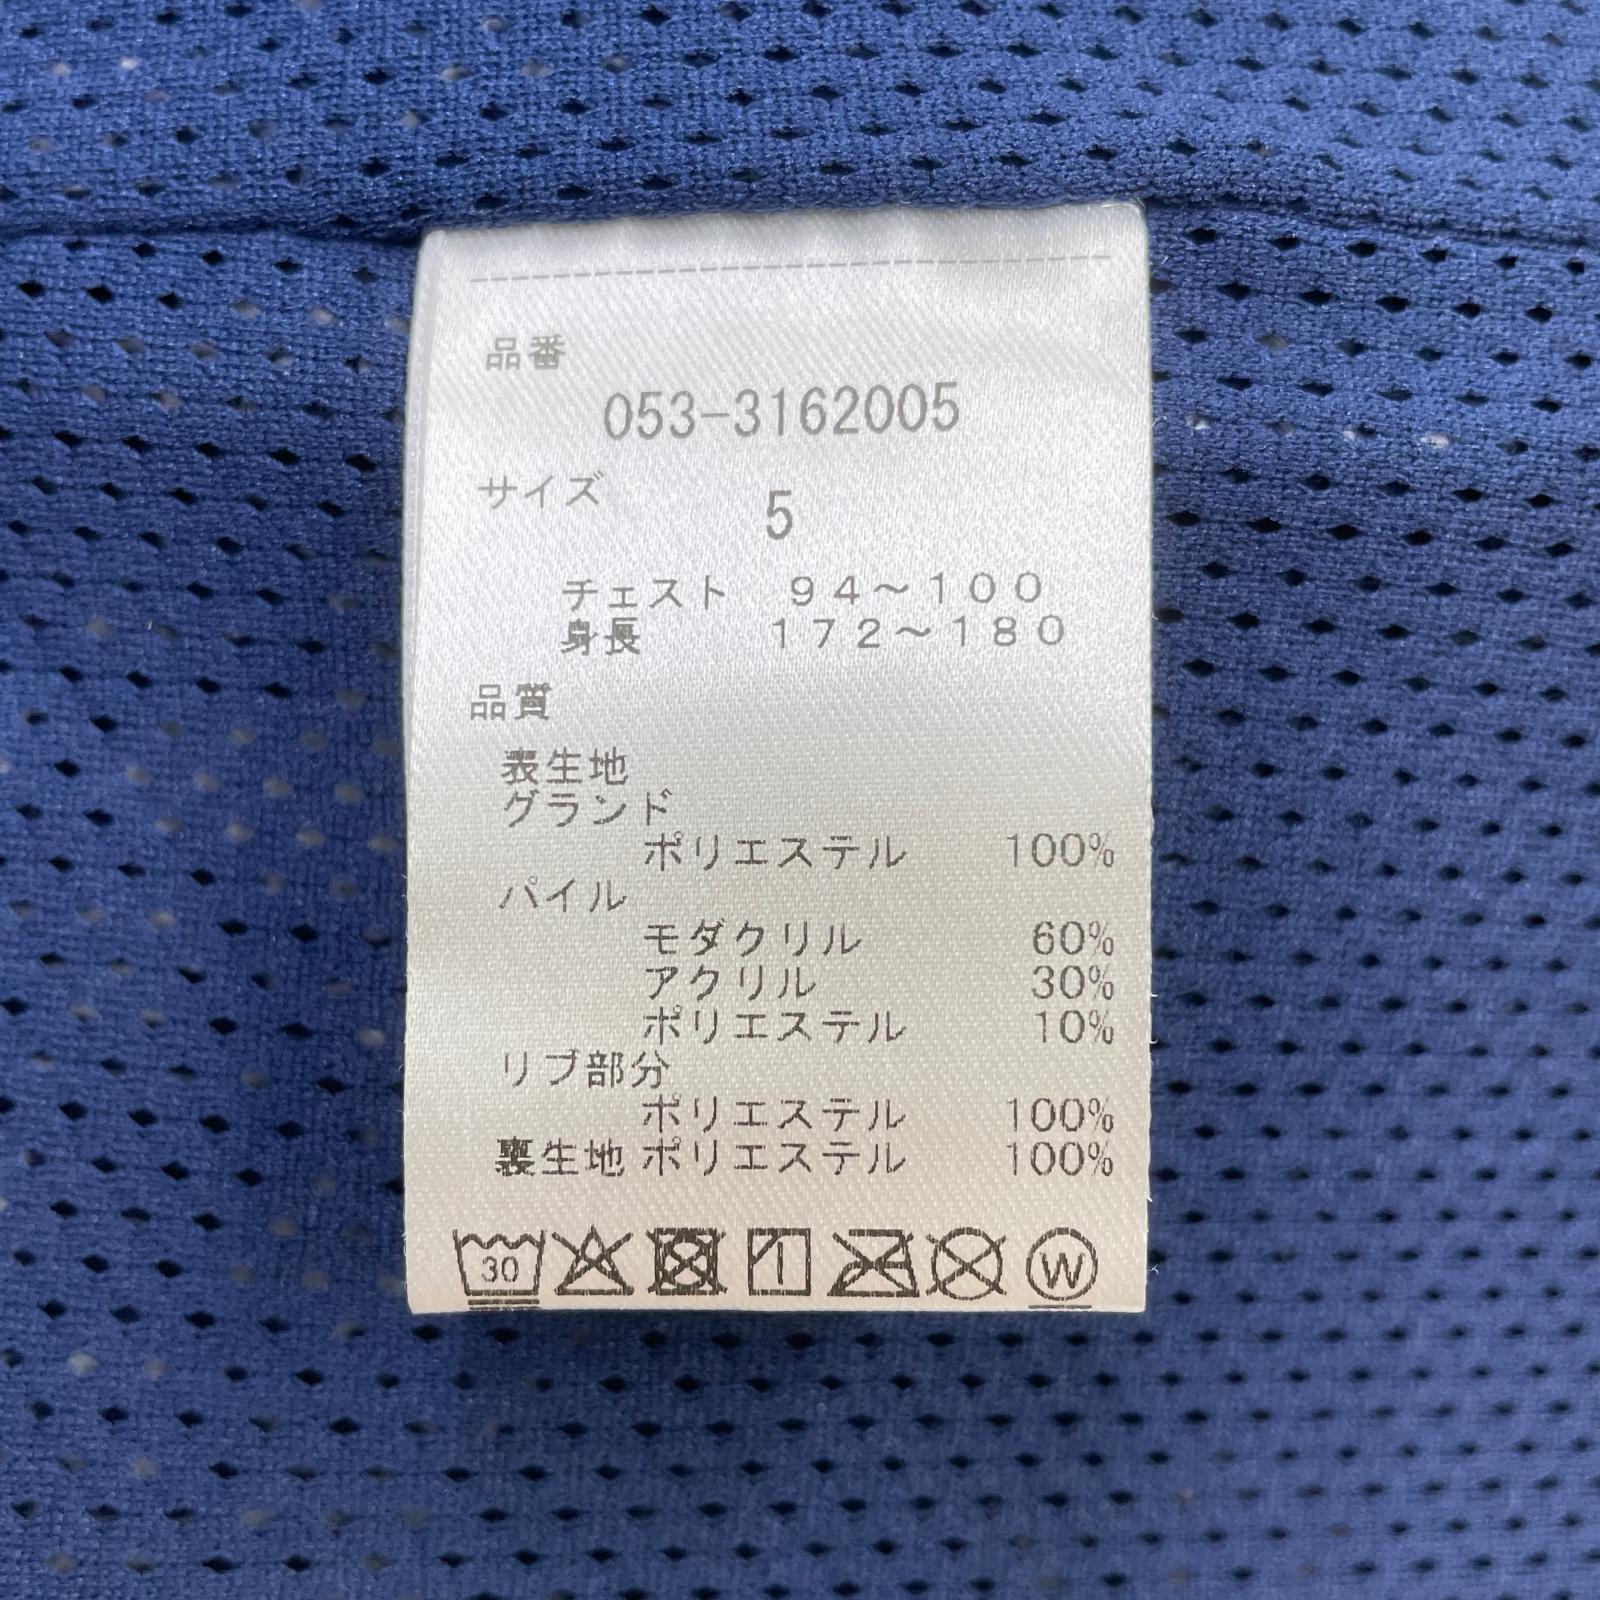 品番
053-3162005
サイズ 5
チェスト 94～100
身長 172～180
品質
表生地
グランド
ポリエステル 100%
パイル
モダクリル 60%
アクリル 30%
ポリエステル 10%
リブ部分
ポリエステル 100%
裏生地 ポリエステル 100%
30 W